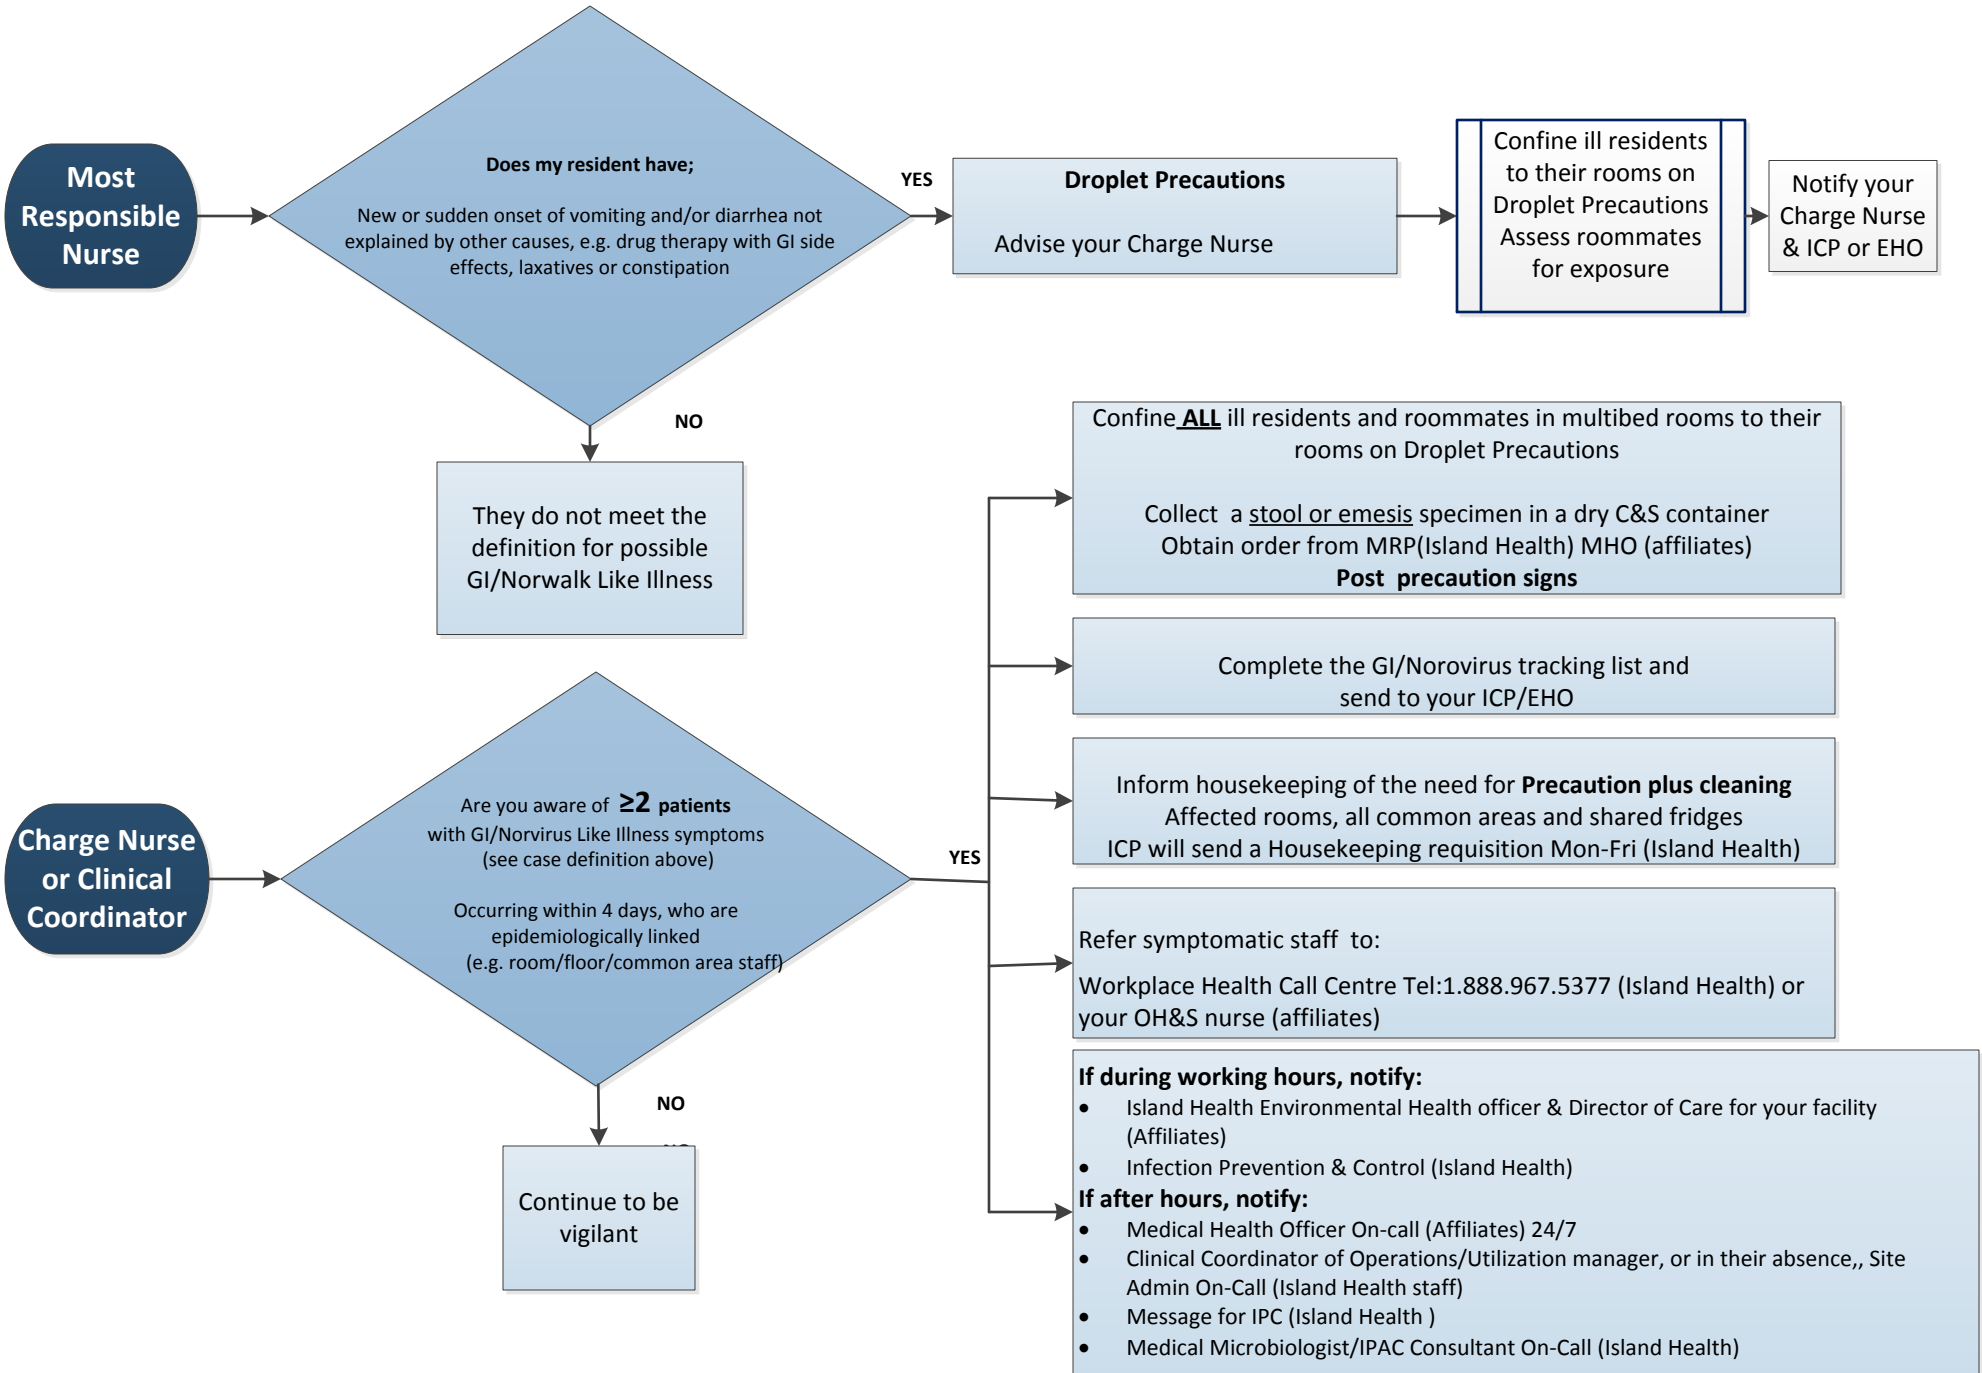 Most
Responsible
Nurse
Does my resident have;
New or sudden onset of vomiting and/or diarrhea not
explained by other causes, e.g. drug therapy with GI side
effects, laxatives or constipation
YES
Droplet Precautions
Advise your Charge Nurse
Confine ill residents
to their rooms on
Droplet Precautions
Assess roommates
for exposure
Notify your
Charge Nurse
& ICP or EHO
NO
They do not meet the
definition for possible
GI/Norwalk Like Illness
Charge Nurse
or Clinical
Coordinator
Are you aware of ≥2 patients
with GI/Norvirus Like Illness symptoms
(see case definition above)
Occurring within 4 days, who are
epidemiologically linked
(e.g. room/floor/common area staff)
YES
NO
Continue to be
vigilant
Confine ALL ill residents and roommates in multibed rooms to their
rooms on Droplet Precautions
Collect a stool or emesis specimen in a dry C&S container
Obtain order from MRP(Island Health) MHO (affiliates)
Post precaution signs
Complete the GI/Norovirus tracking list and
send to your ICP/EHO
Inform housekeeping of the need for Precaution plus cleaning
Affected rooms, all common areas and shared fridges
ICP will send a Housekeeping requisition Mon-Fri (Island Health)
Refer symptomatic staff to:
Workplace Health Call Centre Tel:1.888.967.5377 (Island Health) or
your OH&S nurse (affiliates)
If during working hours, notify:
• Island Health Environmental Health officer & Director of Care for your facility
(Affiliates)
• Infection Prevention & Control (Island Health)
If after hours, notify:
• Medical Health Officer On-call (Affiliates) 24/7
• Clinical Coordinator of Operations/Utilization manager, or in their absence,, Site
Admin On-Call (Island Health staff)
• Message for IPC (Island Health )
• Medical Microbiologist/IPAC Consultant On-Call (Island Health)